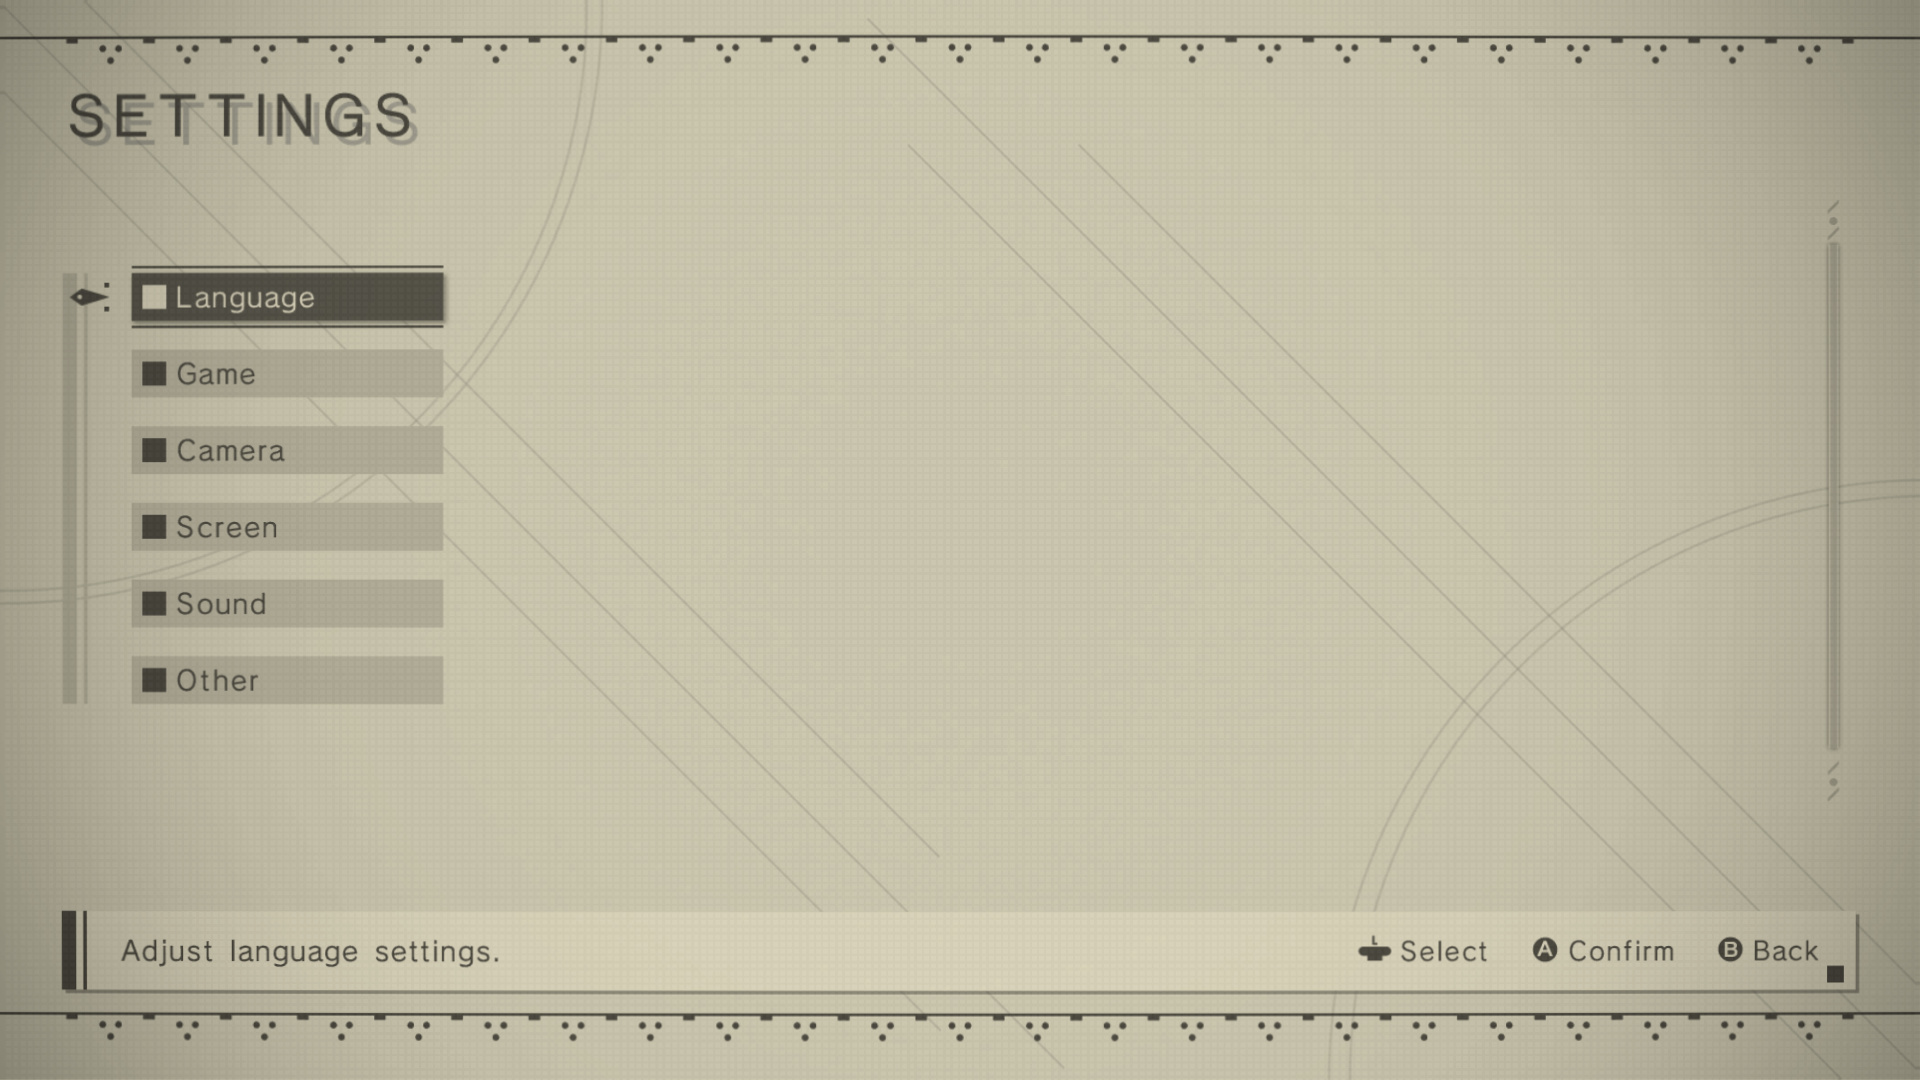 SETTINGS
Language
Game
Camera
Screen
Sound
Other
Adjust language settings.
L Select A Confirm B Back